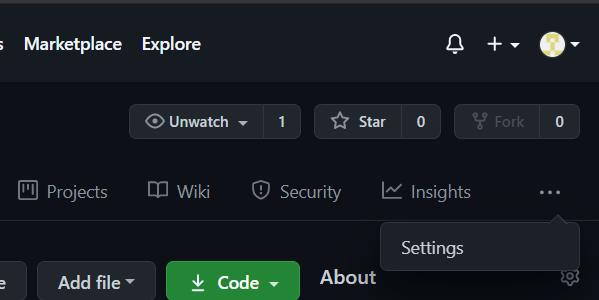 s Marketplace Explore
Unwatch 1 Star 0 Fork 0
Projects Wiki Security Insights ...
Settings
e Add file Code About